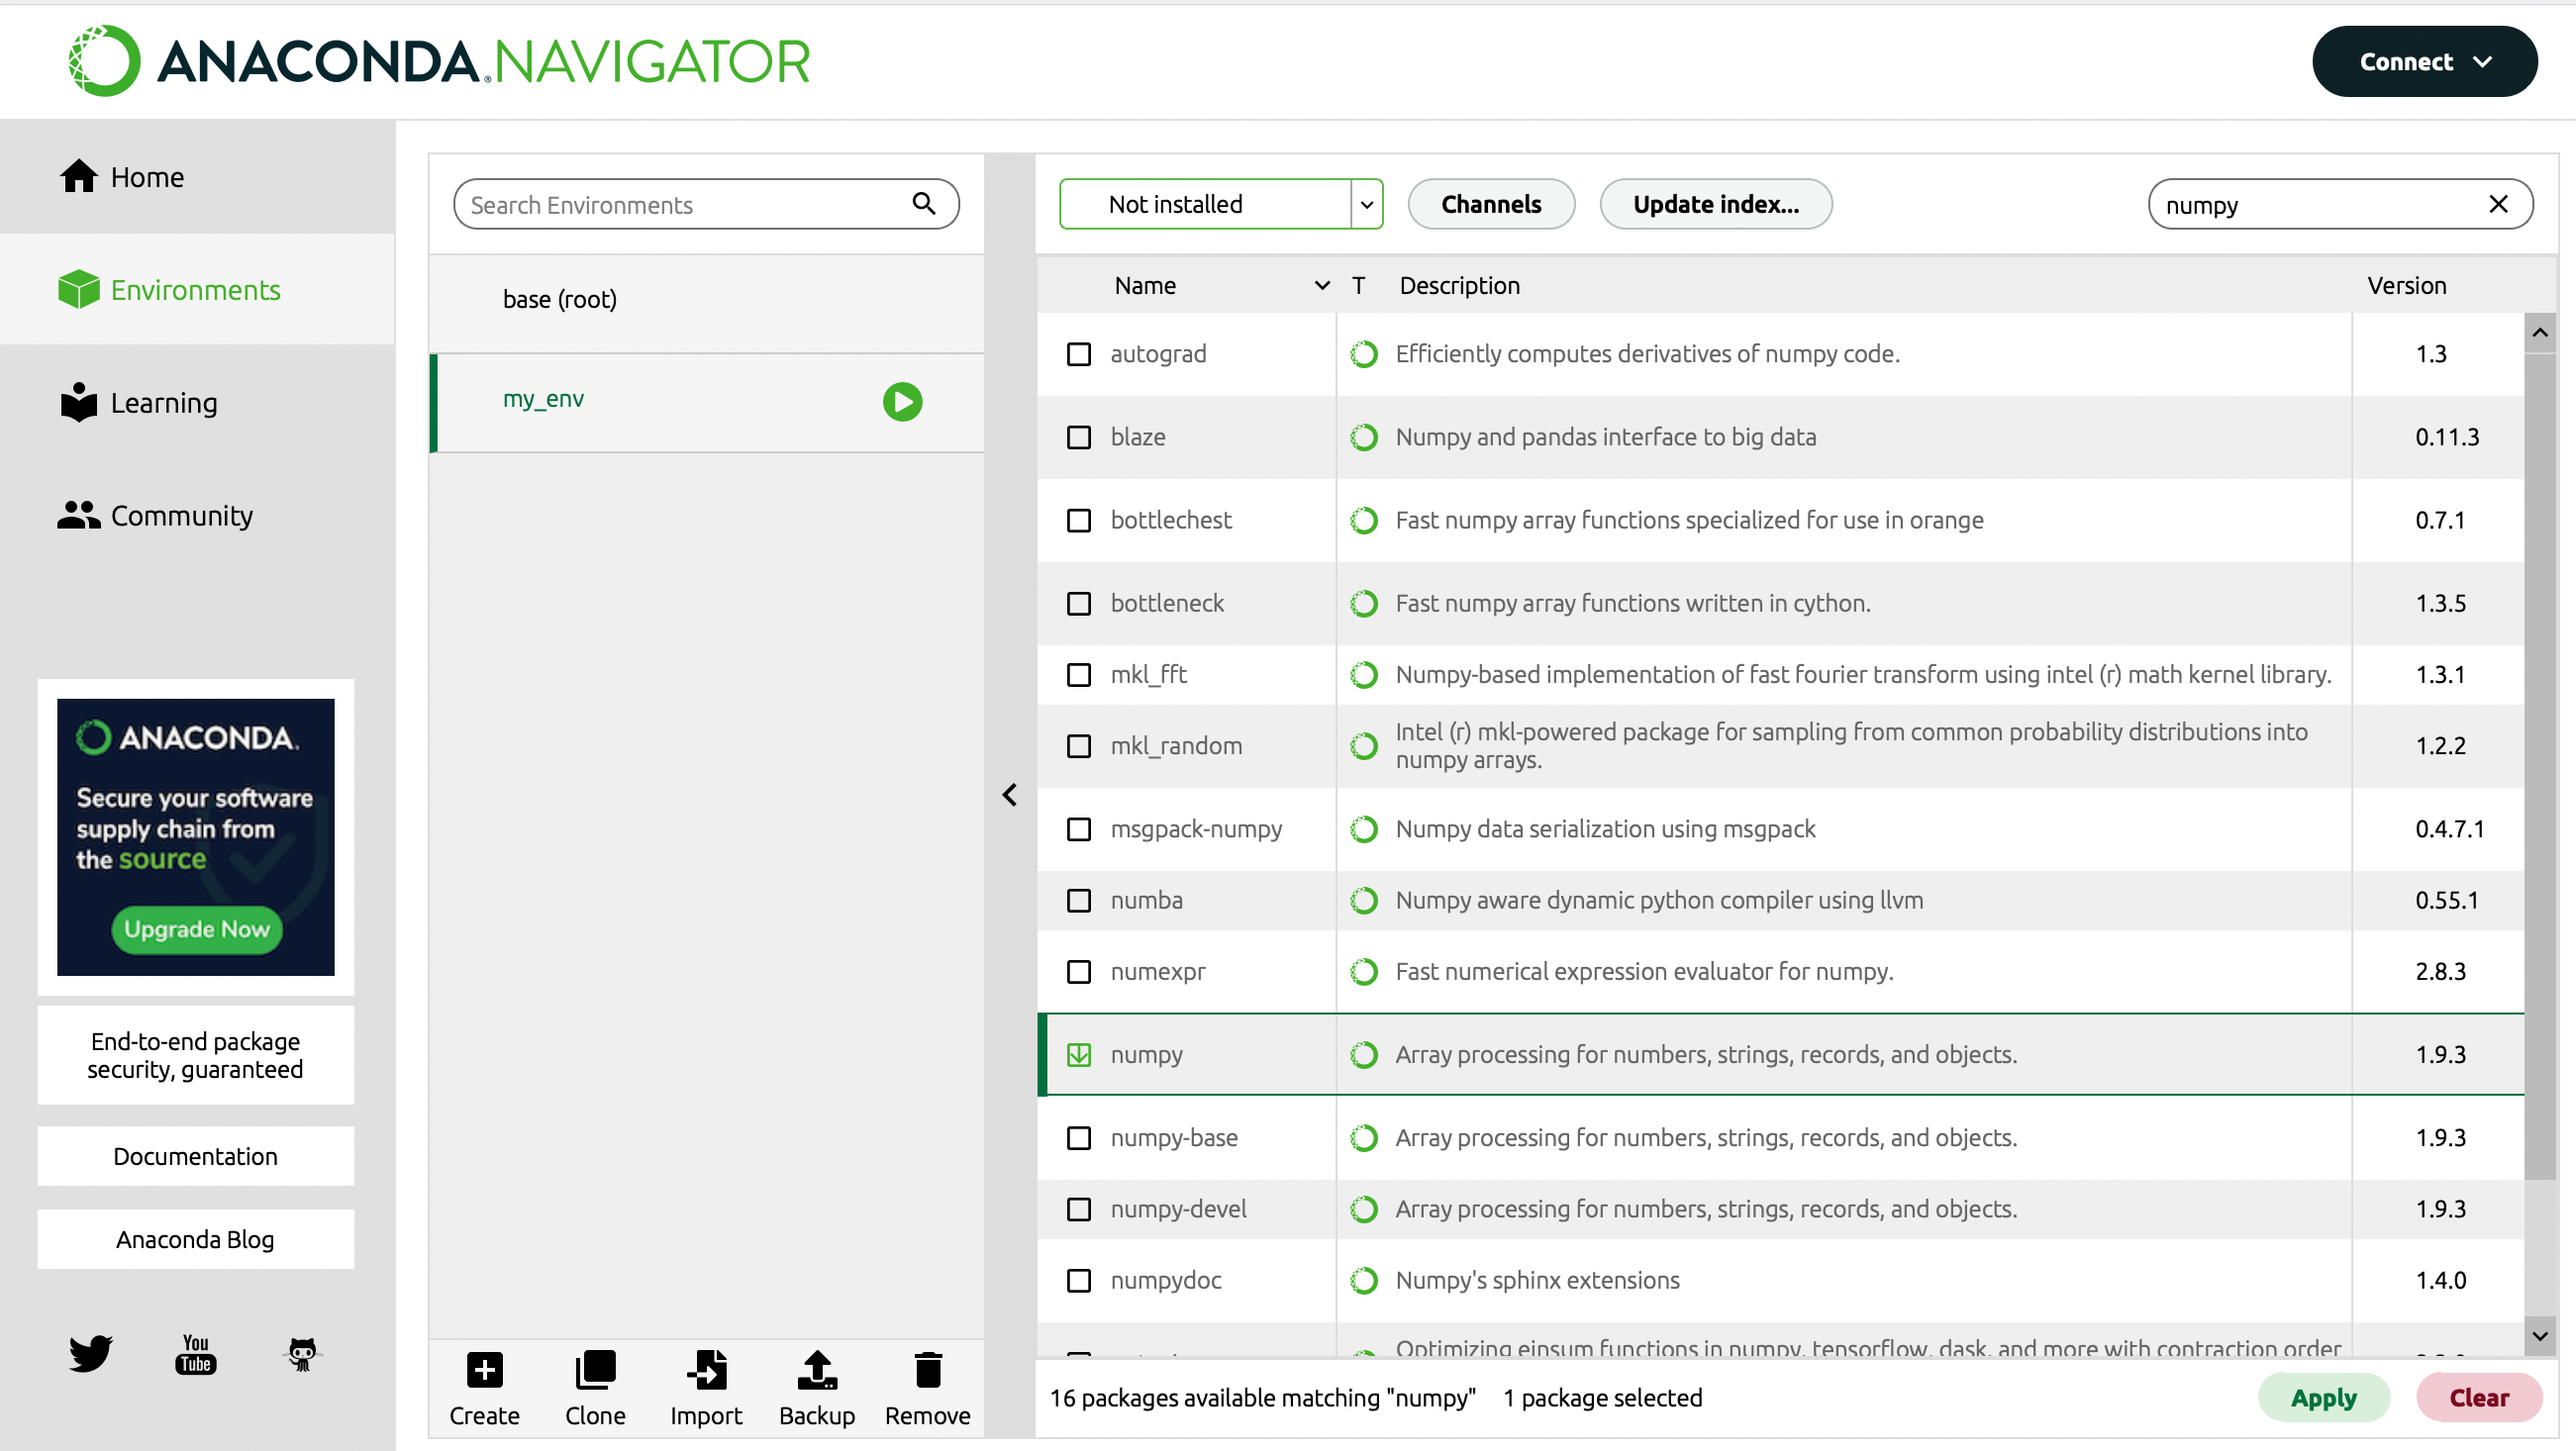 ANACONDA.NAVIGATOR
Connect
Home
Environments
Learning
Community
ANACONDA.
Secure your software
supply chain from
the source
Upgrade Now
End-to-end package
security, guaranteed
Documentation
Anaconda Blog
You
Tube
Search Environments
base (root)
my_env
Create
Clone
Import
Backup
Remove
Not installed
Channels
Update index...
numpy
Name T Description Version
autograd Efficiently computes derivatives of numpy code. 1.3
blaze Numpy and pandas interface to big data 0.11.3
bottlechest Fast numpy array functions specialized for use in orange 0.7.1
bottleneck Fast numpy array functions written in cython. 1.3.5
mkl_fft Numpy-based implementation of fast fourier transform using intel (r) math kernel library. 1.3.1
mkl_random Intel (r) mkl-powered package for sampling from common probability distributions into
numpy arrays. 1.2.2
msgpack-numpy Numpy data serialization using msgpack 0.4.7.1
numba Numpy aware dynamic python compiler using llvm 0.55.1
numexpr Fast numerical expression evaluator for numpy. 2.8.3
numpy Array processing for numbers, strings, records, and objects. 1.9.3
numpy-base Array processing for numbers, strings, records, and objects. 1.9.3
numpy-devel Array processing for numbers, strings, records, and objects. 1.9.3
numpydoc Numpy's sphinx extensions 1.4.0
Optimizing einsum functions in numpy, tensorflow, dask, and more with contraction order
16 packages available matching "numpy" 1 package selected
Apply
Clear